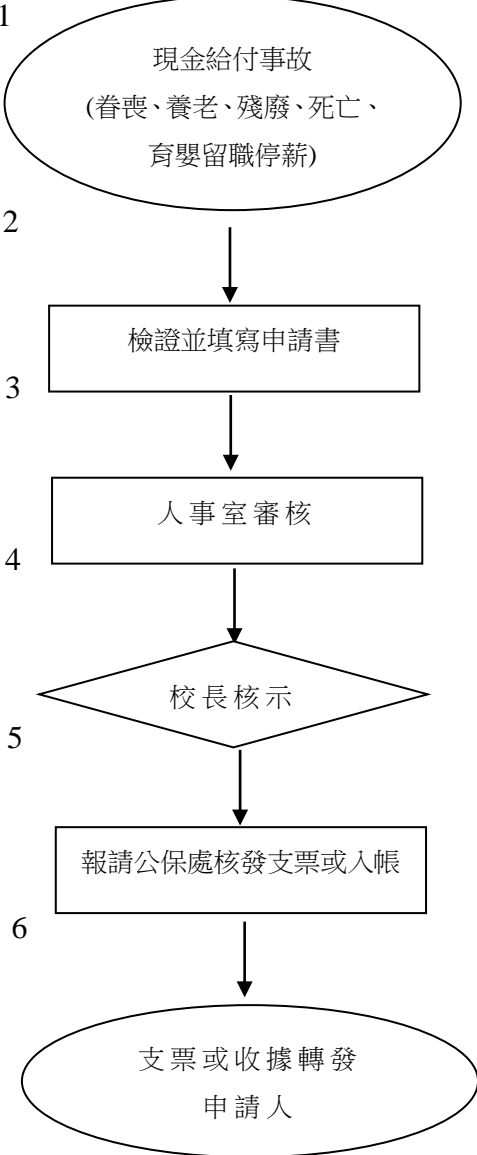 1
現金給付事故
(眷喪、養老、殘廢、死亡、
育嬰留職停薪)
2
檢證並填寫申請書
3
人事室審核
4
校長核示
5
報請公保處核發支票或入帳
6
支票或收據轉發
申請人